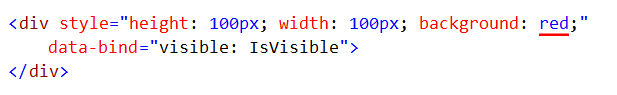 <div style="height: 100px; width: 100px; background: red;"
data-bind="visible: IsVisible">
</div>